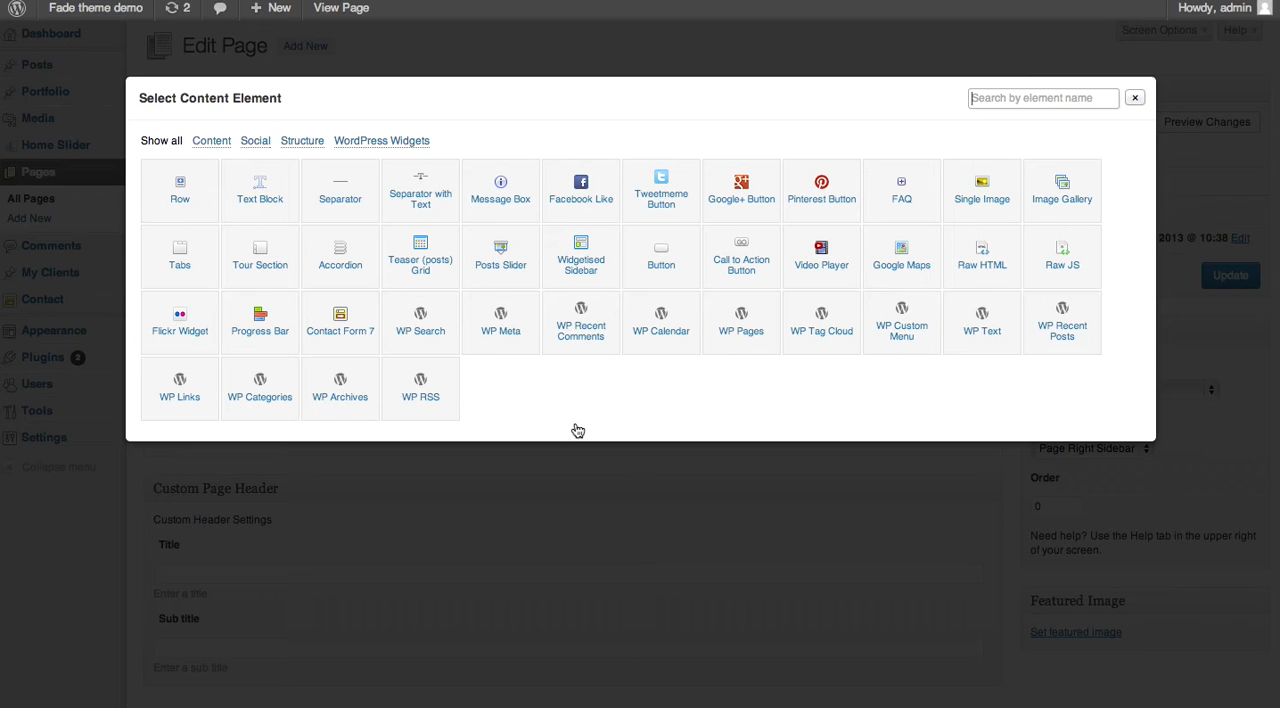 Fade theme demo
2
New
View Page
Howdy, admin
Dashboard
Posts
Portfolio
Media
Home Slider
Pages
All Pages
Add New
Comments
My Clients
Contact
Appearance
Plugins 2
Users
Tools
Settings
Collapse menu
Edit Page
Add New
Screen Options
Help
Select Content Element
Search by element name
Show all Content Social Structure WordPress Widgets
Row
Text Block
Separator
Separator with
Text
Message Box
Facebook Like
Tweetmeme
Button
Google+ Button
Pinterest Button
FAQ
Single Image
Image Gallery
Tabs
Tour Section
Accordion
Teaser (posts)
Grid
Posts Slider
Widgetised
Sidebar
Button
Call to Action
Button
Video Player
Google Maps
Raw HTML
Raw JS
Flickr Widget
Progress Bar
Contact Form 7
WP Search
WP Meta
WP Recent
Comments
WP Calendar
WP Pages
WP Tag Cloud
WP Custom
Menu
WP Text
WP Recent
Posts
WP Links
WP Categories
WP Archives
WP RSS
Preview Changes
2013 @ 10:38 Edit
Update
Page Right Sidebar
Order
0
Need help? Use the Help tab in the upper right
of your screen.
Featured Image
Set featured image
Custom Page Header
Custom Header Settings
Title
Enter a title
Sub title
Enter a sub title